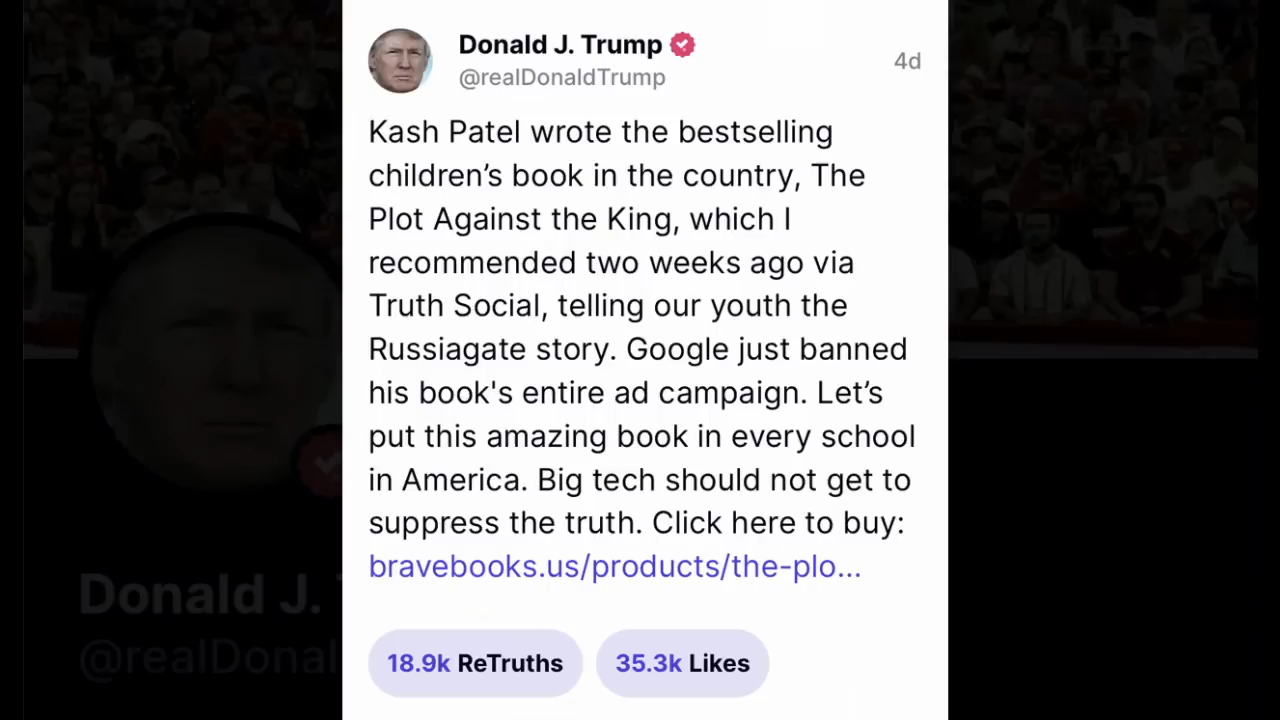 Donald J. Trump
@realDonaldTrump
4d
Kash Patel wrote the bestselling
children’s book in the country, The
Plot Against the King, which I
recommended two weeks ago via
Truth Social, telling our youth the
Russiagate story. Google just banned
his book's entire ad campaign. Let’s
put this amazing book in every school
in America. Big tech should not get to
suppress the truth. Click here to buy:
bravebooks.us/products/the-plo...
18.9k ReTruths
35.3k Likes
Donald J.
@realDonal